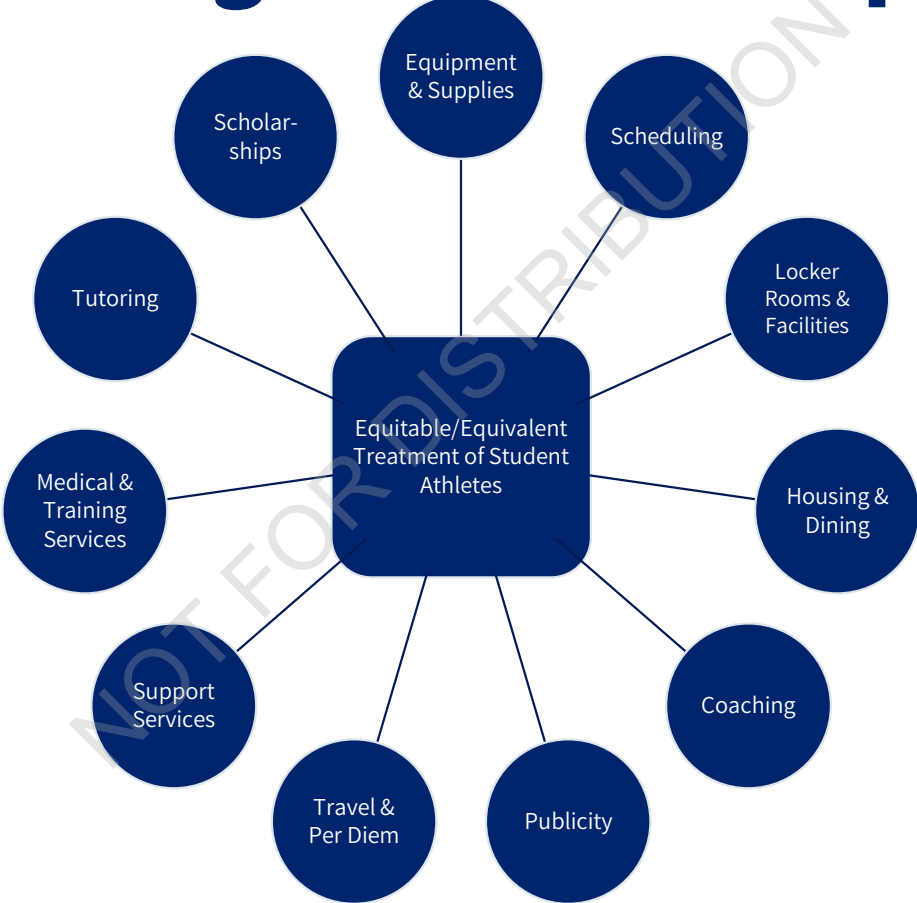 Equipment
& Supplies
Scheduling
Locker
Rooms &
Facilities
Housing &
Dining
Coaching
Publicity
Travel &
Per Diem
Support
Services
Medical &
Training
Services
Tutoring
Scholar-
ships
Equitable/Equivalent
Treatment of Student
Athletes
NOT FOR DISTRIBUTION